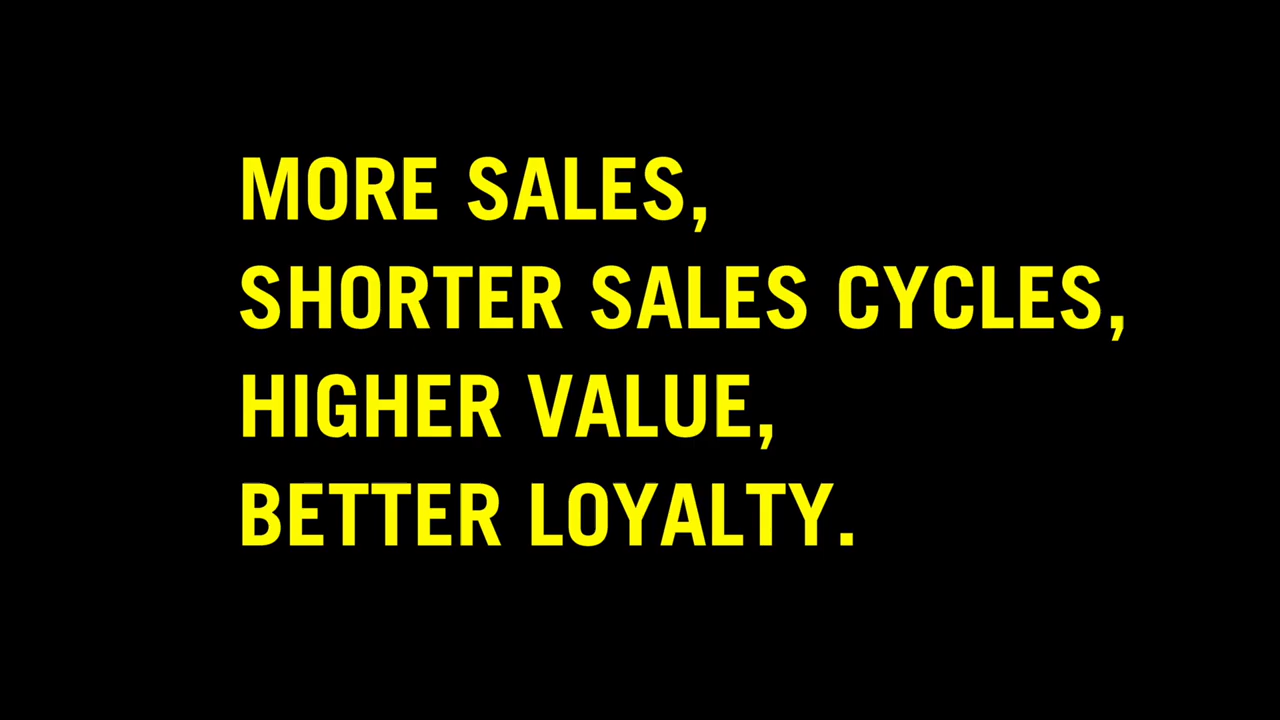 MORE SALES,
SHORTER SALES CYCLES,
HIGHER VALUE,
BETTER LOYALTY.